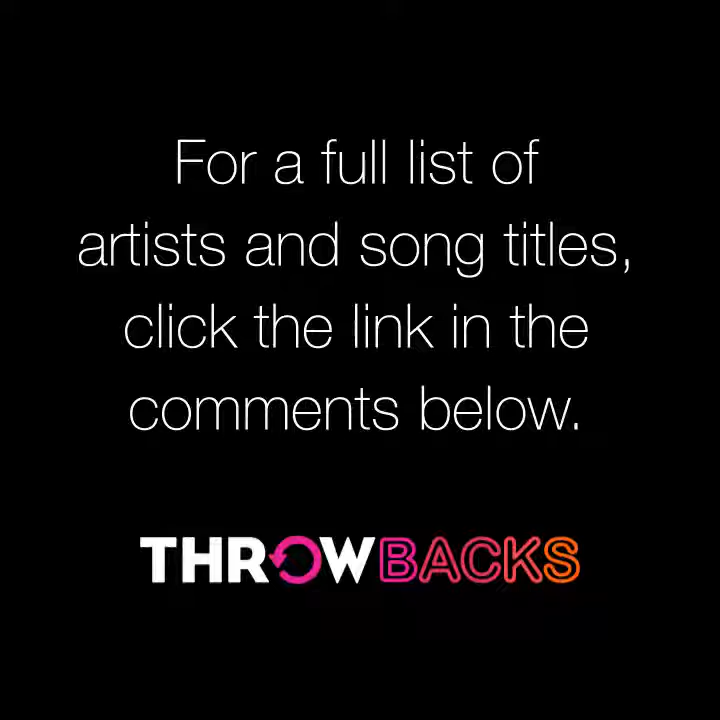 For a full list of
artists and song titles,
click the link in the
comments below.
THROWBACKS